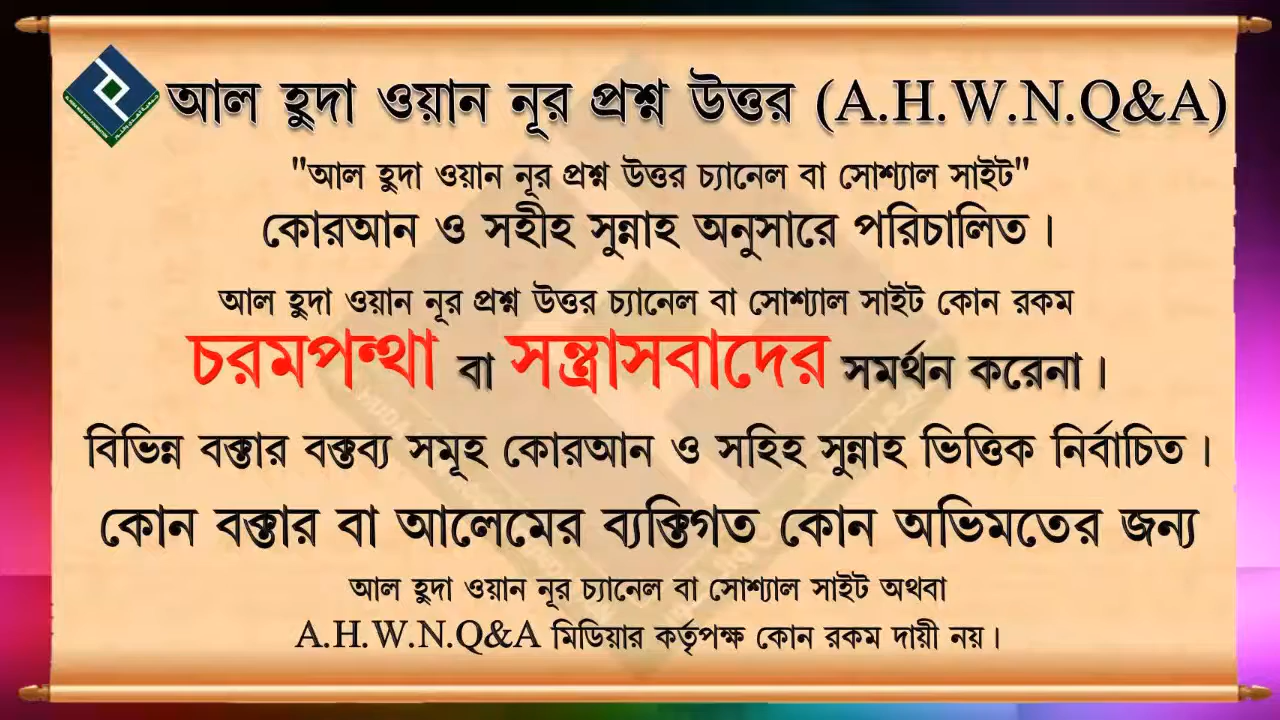 আল হুদা ওয়ান নূর প্রশ্ন উত্তর (A.H.W.N.Q&A)
"আল হুদা ওয়ান নূর প্রশ্ন উত্তর চ্যানেল বা সোশ্যাল সাইট"
কোরআন ও সহীহ সুন্নাহ অনুসারে পরিচালিত।
আল হুদা ওয়ান নূর প্রশ্ন উত্তর চ্যানেল বা সোশ্যাল সাইট কোন রকম
চরমপন্থা বা সন্ত্রাসবাদের সমর্থন করেনা।
বিভিন্ন বক্তার বক্তব্য সমূহ কোরআন ও সহিহ সুন্নাহ ভিত্তিক নির্বাচিত।
কোন বক্তার বা আলেমের ব্যক্তিগত কোন অভিমতের জন্য
আল হুদা ওয়ান নূর চ্যানেল বা সোশ্যাল সাইট অথবা
A.H.W.N.Q&A মিডিয়ার কর্তৃপক্ষ কোন রকম দায়ী নয়।